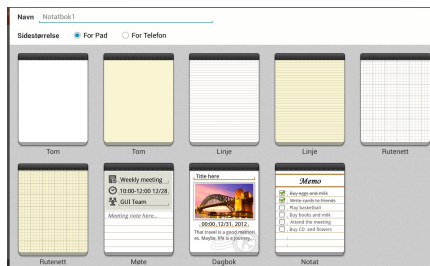 Navn Notatbok1
Sidestørrelse For Pad For Telefon
Tom Tom Linje Linje Rutenett
Weekly meeting
10:00-12:00 12/28
GUI Team
Meeting note here...
Title here
00:00, 12/31, 2012
That travel is a good memori
es. Maybe, life is a journey...
Memo
Buy eggs and milk
Write cards to friends
Play basketball
Buy books and milk
Attend the meeting
Buy CD and flowers
Rutenett Møte Dagbok Notat